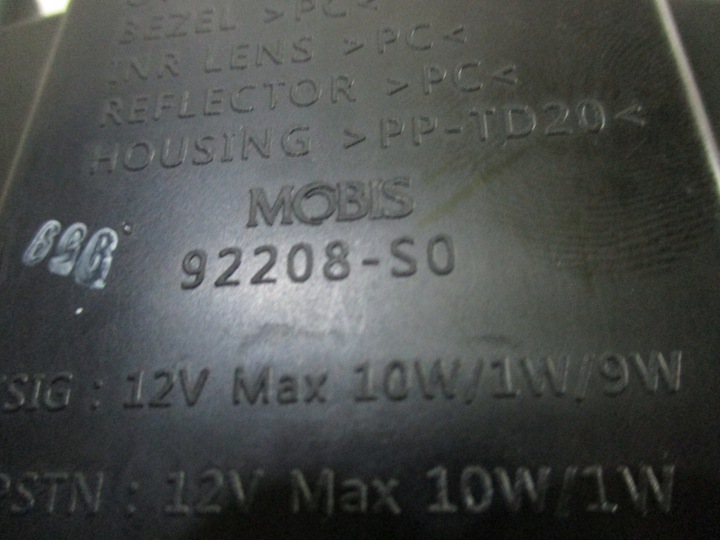 BEZEL >PC<
INR LENS >PC<
REFLECTOR >PC<
HOUSING >PP-TD20<
MOBIS
92208-S0
SIG : 12V Max 10W/1W/9W
PSTN : 12V Max 10W/1W